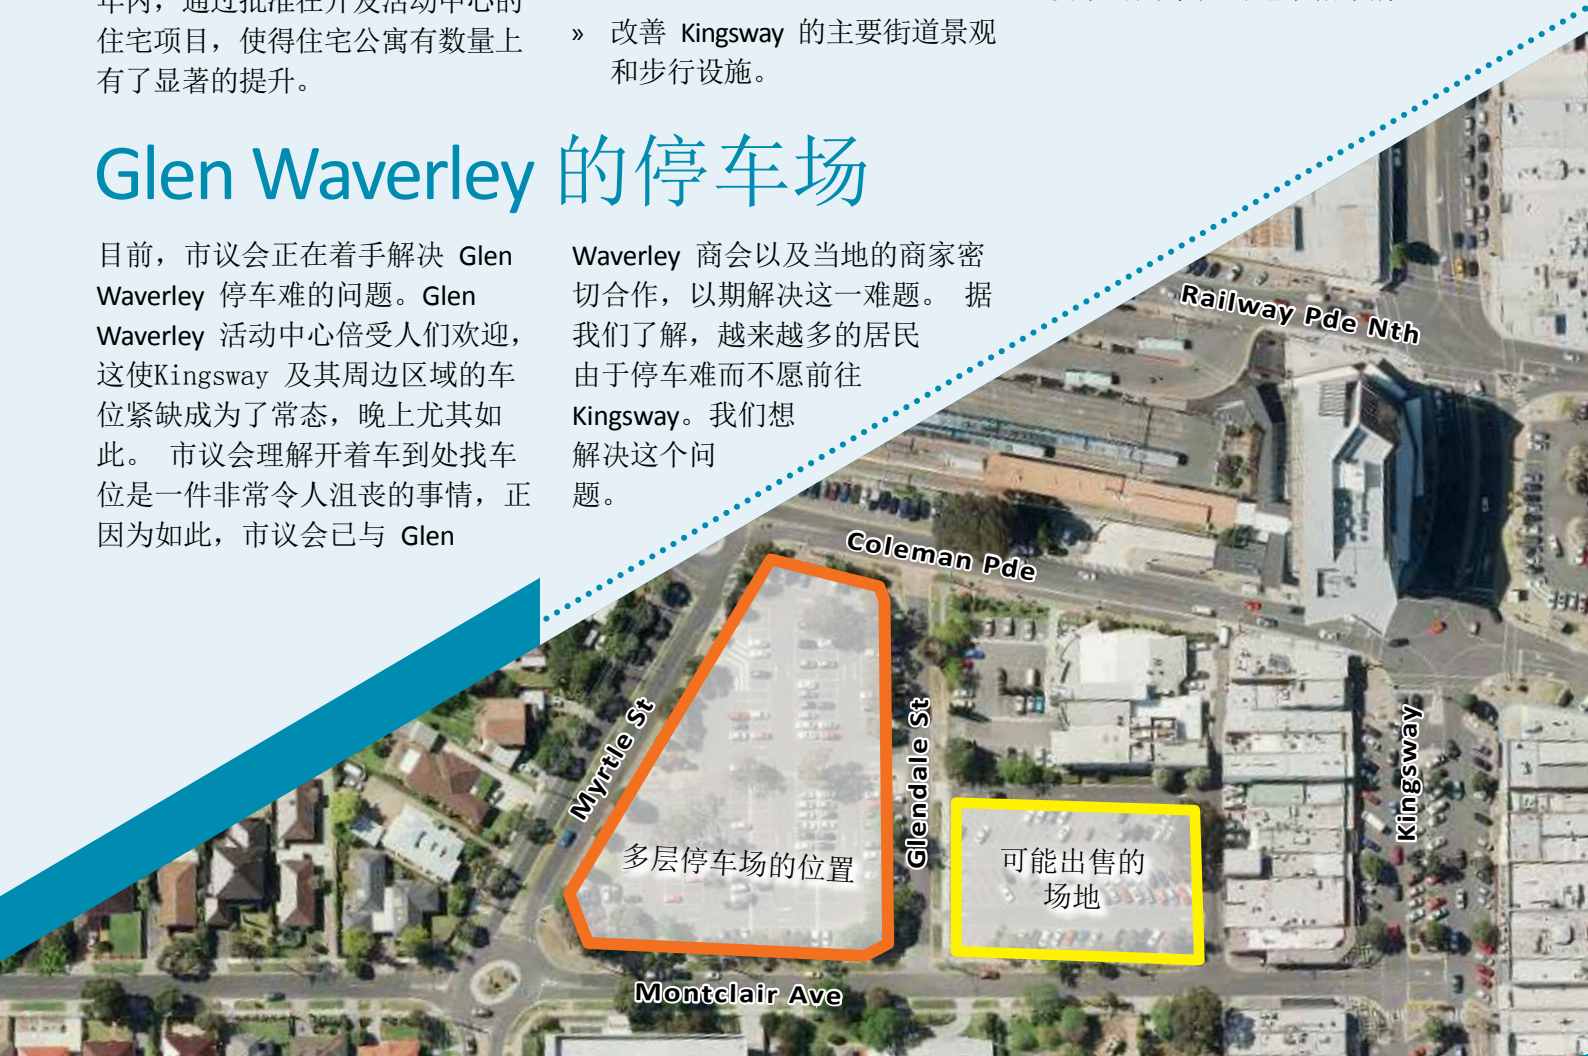 住宅项目，使得住宅公寓有数量上
有了显著的提升。
» 改善 Kingsway 的主要街道景观
和步行设施。
Glen Waverley 的停车场
目前，市议会正在着手解决 Glen
Waverley 停车难的问题。Glen
Waverley 活动中心倍受人们欢迎，
这使Kingsway 及其周边区域的车
位紧缺成为了常态，晚上尤其如
此。 市议会理解开着车到处找车
位是一件非常令人沮丧的事情，正
因为如此，市议会已与 Glen
Waverley 商会以及当地的商家密
切合作，以期解决这一难题。 据
我们了解，越来越多的居民
由于停车难而不愿前往
Kingsway。我们想
解决这个问
题。
Railway Pde Nth
Coleman Pde
Myrtle St
Glendale St
Kingsway
多层停车场的位置
可能出售的
场地
Montclair Ave